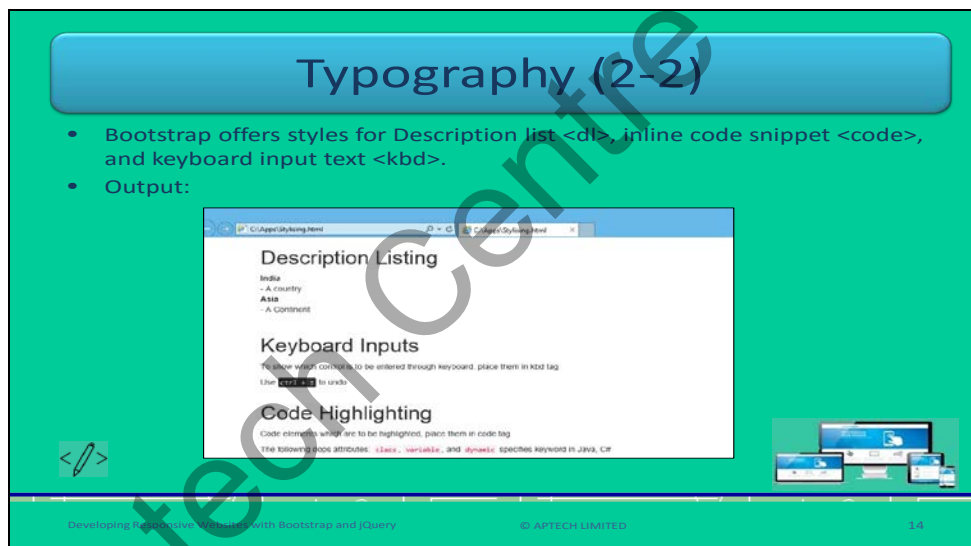 Typography (2-2)
• Bootstrap offers styles for Description list <dl>, inline code snippet <code>,
and keyboard input text <kbd>.
• Output:
C:\Apps\Stylising.html
C:\Apps\Stylising.html
Description Listing
India
- A country
Asia
- A Continent
Keyboard Inputs
To show which control is to be entered through keyboard, place them in kbd tag
Use ctrl + z to undo
Code Highlighting
Code elements which are to be highlighted, place them in code tag
The following oops attributes: class, variable, and dynamic specifies keyword in Java, C#
</>
tech Centre
Developing Responsive Websites with Bootstrap and jQuery
© APTECH LIMITED
14